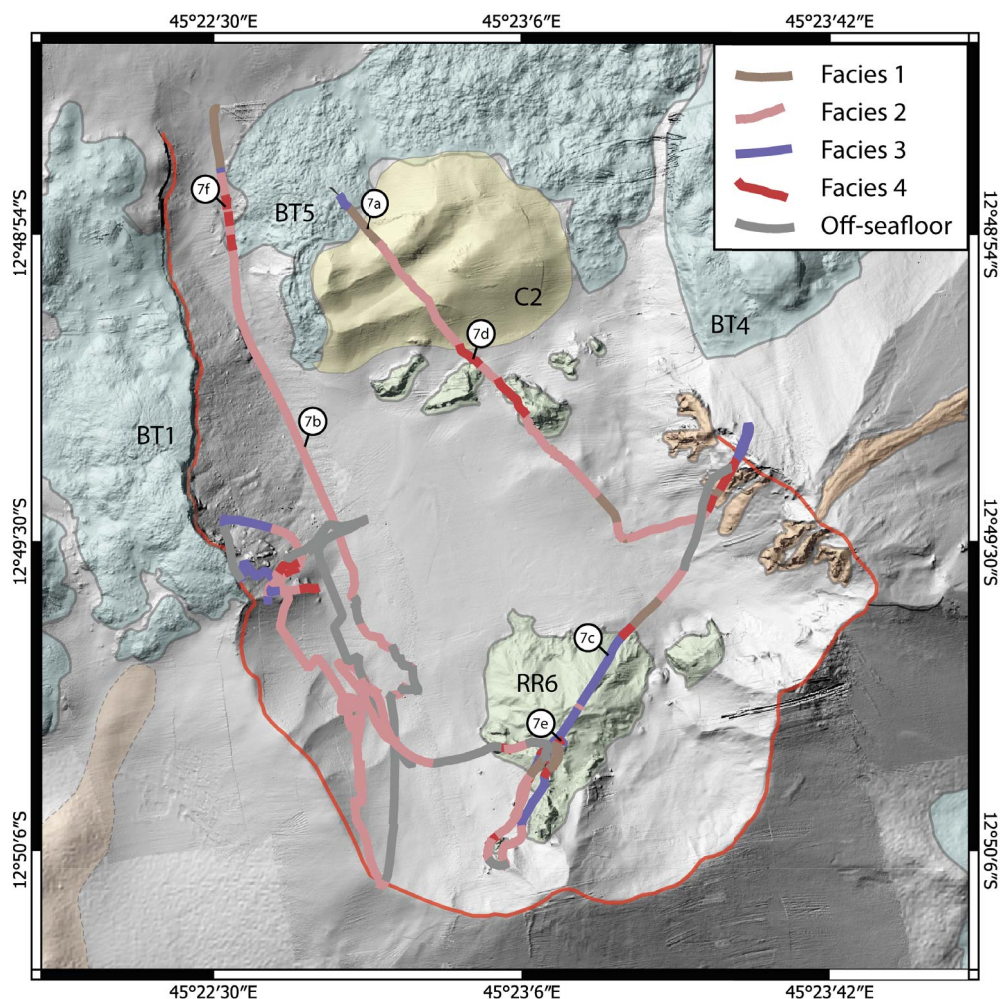 45°22′30″E
45°23′6″E
45°23′42″E
Facies 1
Facies 2
Facies 3
Facies 4
Off-seafloor
12°48′54″S
12°48′54″S
7f
7a
BT5
C2
7d
BT4
7b
BT1
12°49′30″S
12°49′30″S
7c
RR6
7e
12°50′6″S
12°50′6″S
45°22′30″E
45°23′6″E
45°23′42″E